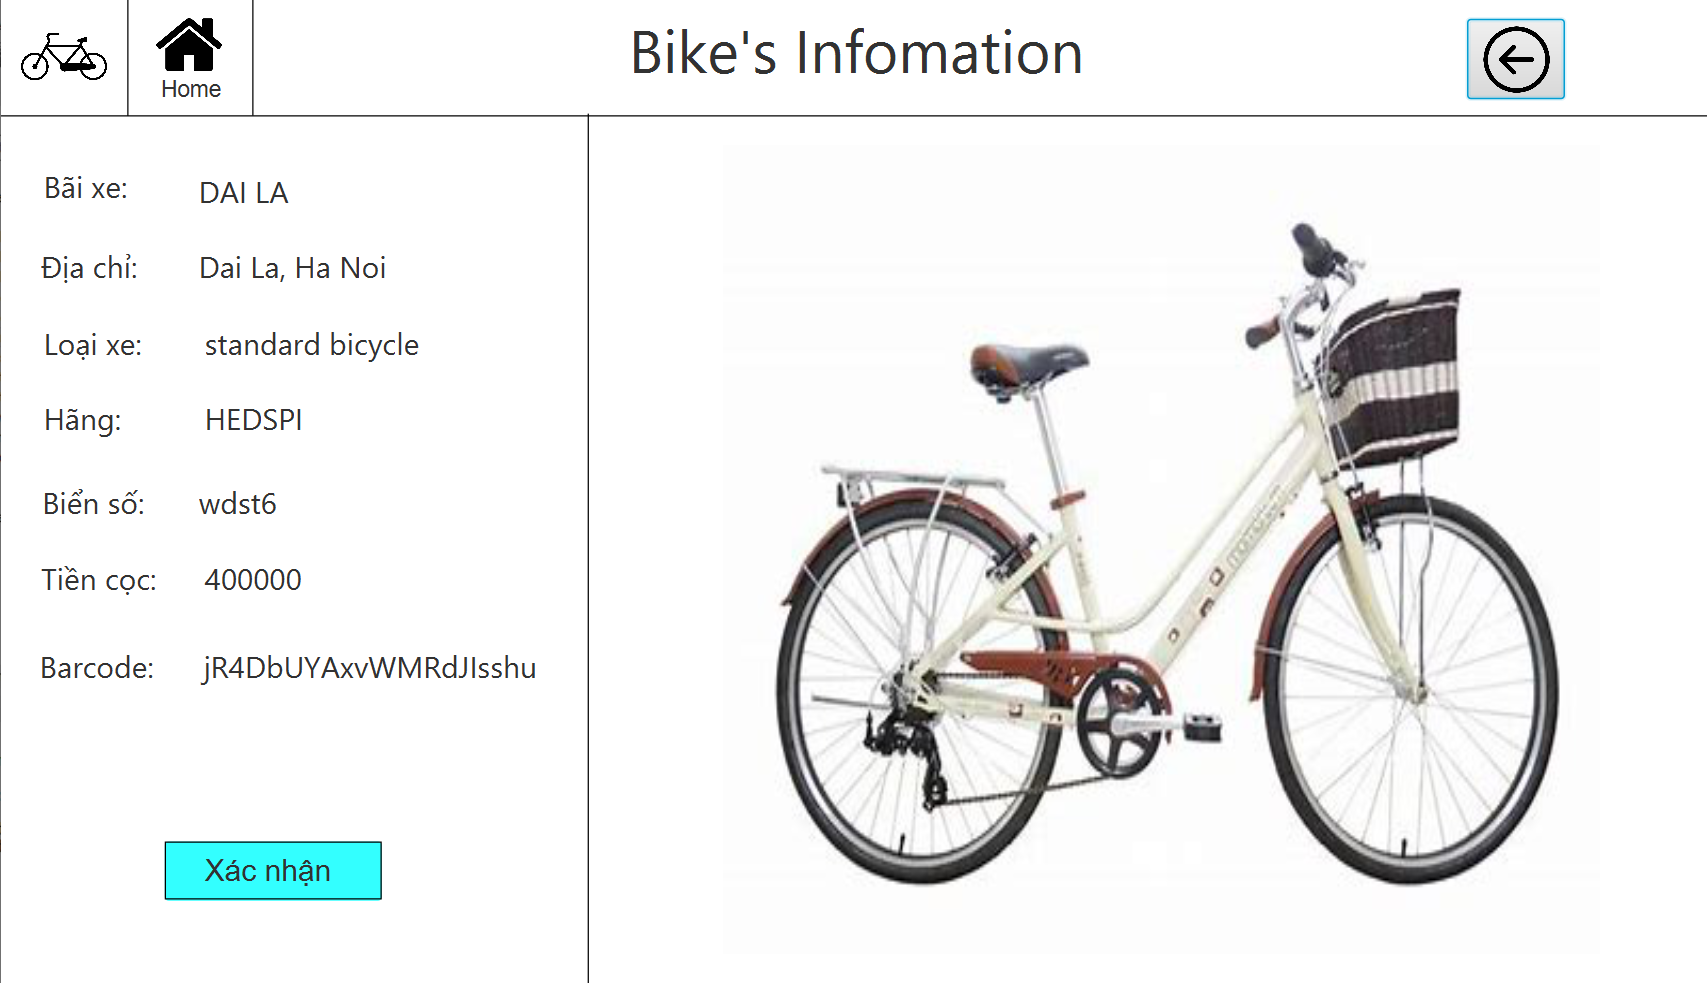 Home
Bike's Infomation
Bãi xe: DAI LA
Địa chỉ: Dai La, Ha Noi
Loại xe: standard bicycle
Hãng: HEDSPI
Biển số: wdst6
Tiền cọc: 400000
Barcode: jR4DbUYAxvWMRdJIsshu
Xác nhận